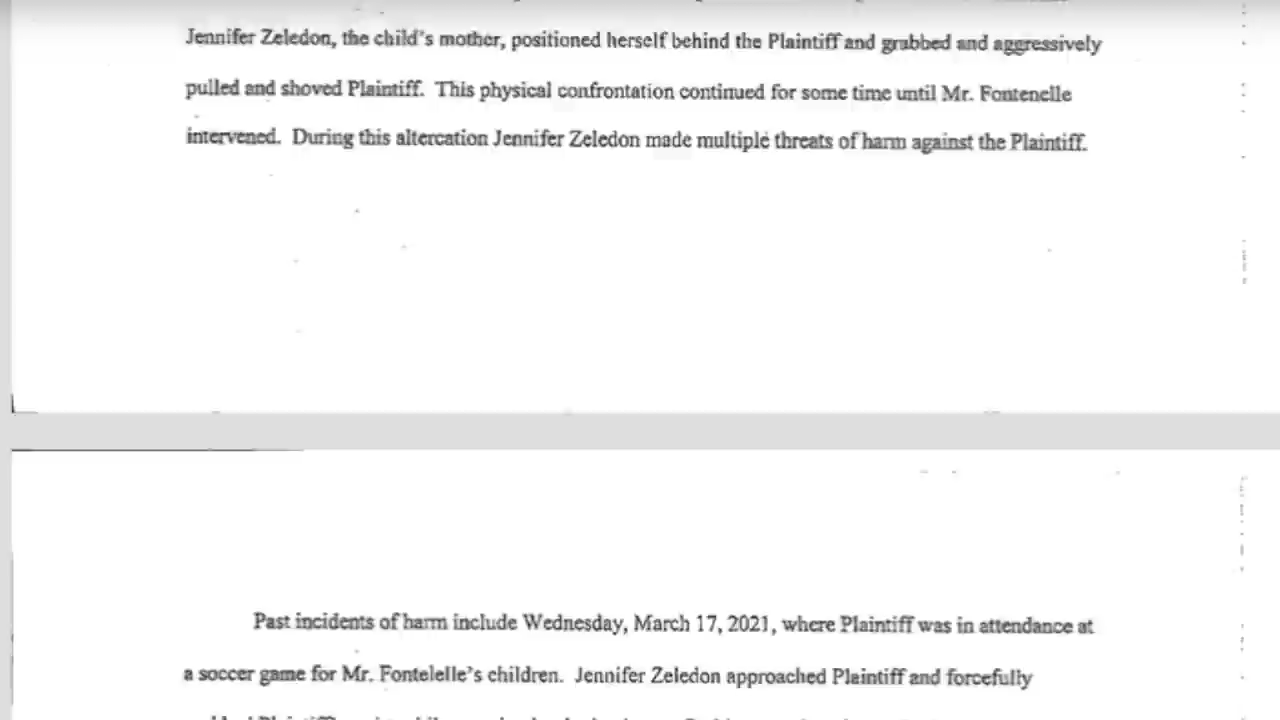 Jennifer Zeledon, the child's mother, positioned herself behind the Plaintiff and grabbed and aggressively
pulled and shoved Plaintiff. This physical confrontation continued for some time until Mr. Fontenelle
intervened. During this altercation Jennifer Zeledon made multiple threats of harm against the Plaintiff.
Past incidents of harm include Wednesday, March 17, 2021, where Plaintiff was in attendance at
a soccer game for Mr. Fontelelle's children. Jennifer Zeledon approached Plaintiff and forcefully